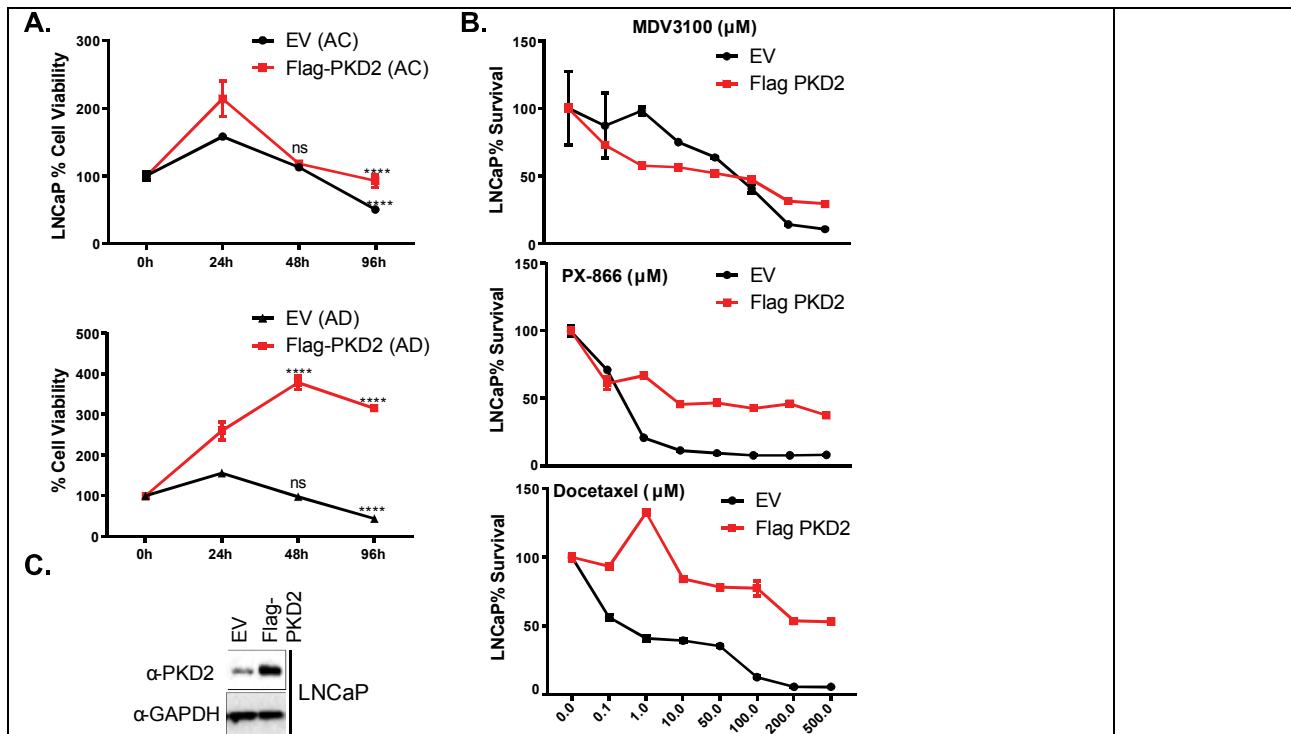 A.
LNCaP % Cell Viability
300
200
100
0
EV (AC)
Flag-PKD2 (AC)
ns
****
****
0h 24h 48h 96h
% Cell Viability
500
400
300
200
100
0
EV (AD)
Flag-PKD2 (AD)
****
****
ns
****
0h 24h 48h 96h
B.
MDV3100 (µM)
LNCaP% Survival
150
100
50
0
EV
Flag PKD2
PX-866 (µM)
LNCaP% Survival
150
100
50
0
EV
Flag PKD2
Docetaxel (µM)
LNCaP% Survival
150
100
50
0
EV
Flag PKD2
0.0 0.1 1.0 10.0 50.0 100.0 200.0 500.0
C.
EV
Flag-
PKD2
α-PKD2
α-GAPDH
LNCaP